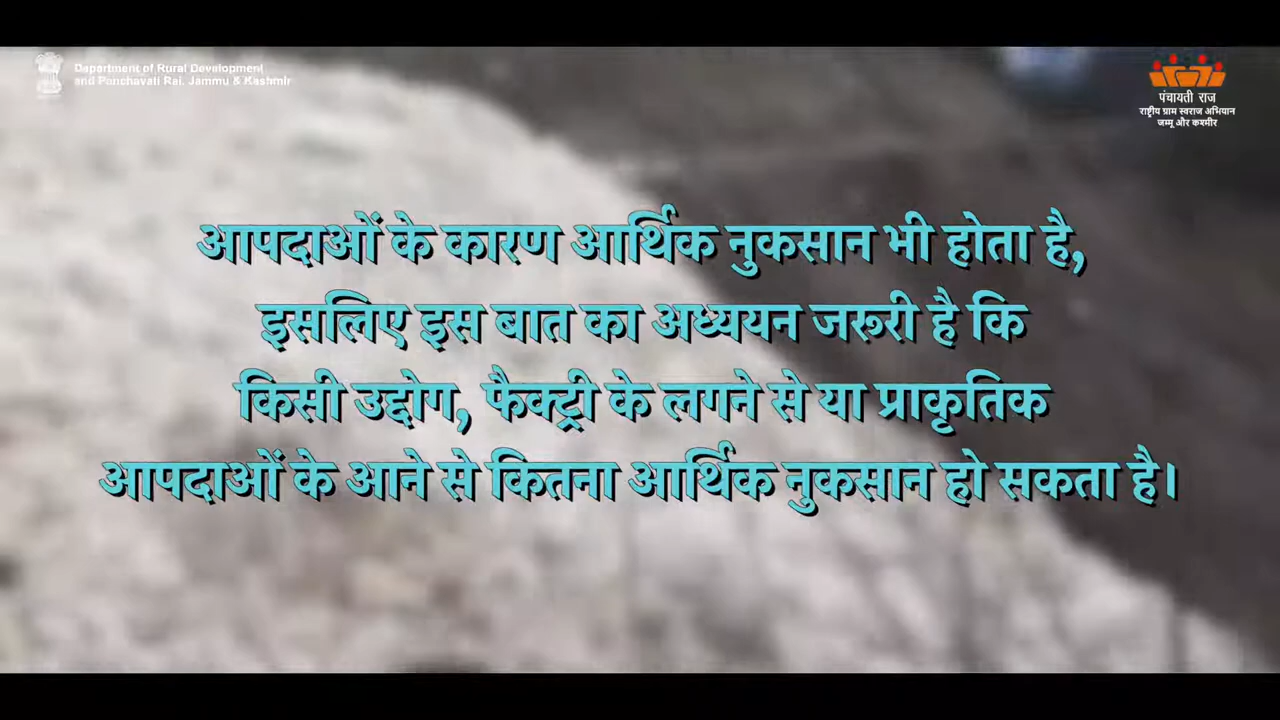 Department of Rural Development
and Panchayati Raj, Jammu & Kashmir
पंचायती राज
राष्ट्रीय ग्राम स्वराज अभियान
जम्मू और कश्मीर
आपदाओं के कारण आर्थिक नुकसान भी होता है,
इसलिए इस बात का अध्ययन जरूरी है कि
किसी उद्दोग, फैक्ट्री के लगने से या प्राकृतिक
आपदाओं के आने से कितना आर्थिक नुकसान हो सकता है।